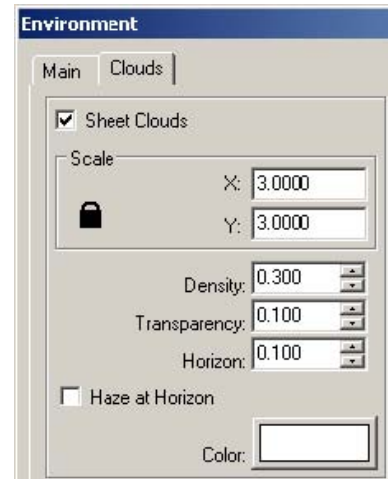 Environment
Main Clouds
Sheet Clouds
Scale
X: 3.0000
Y: 3.0000
Density: 0.300
Transparency: 0.100
Horizon: 0.100
Haze at Horizon
Color: